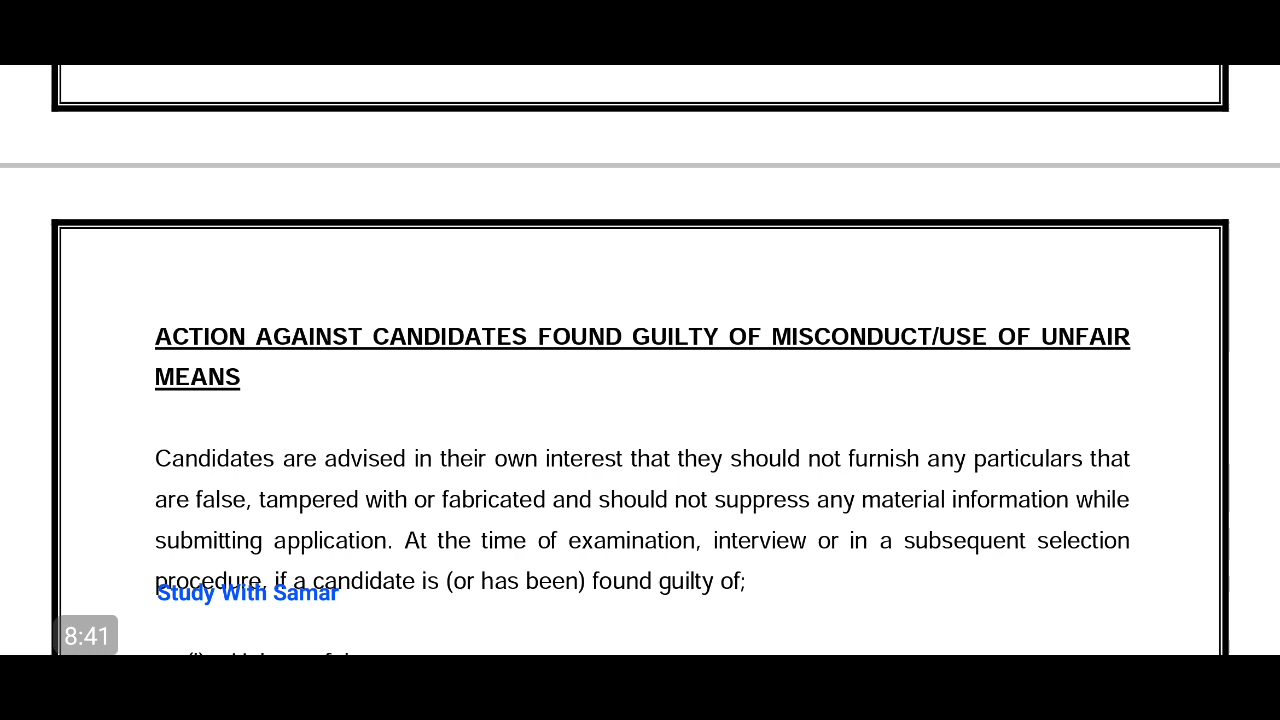 ACTION AGAINST CANDIDATES FOUND GUILTY OF MISCONDUCT/USE OF UNFAIR
MEANS
Candidates are advised in their own interest that they should not furnish any particulars that
are false, tampered with or fabricated and should not suppress any material information while
submitting application. At the time of examination, interview or in a subsequent selection
procedure, if a candidate is (or has been) found guilty of;
Study With Samar
8:41